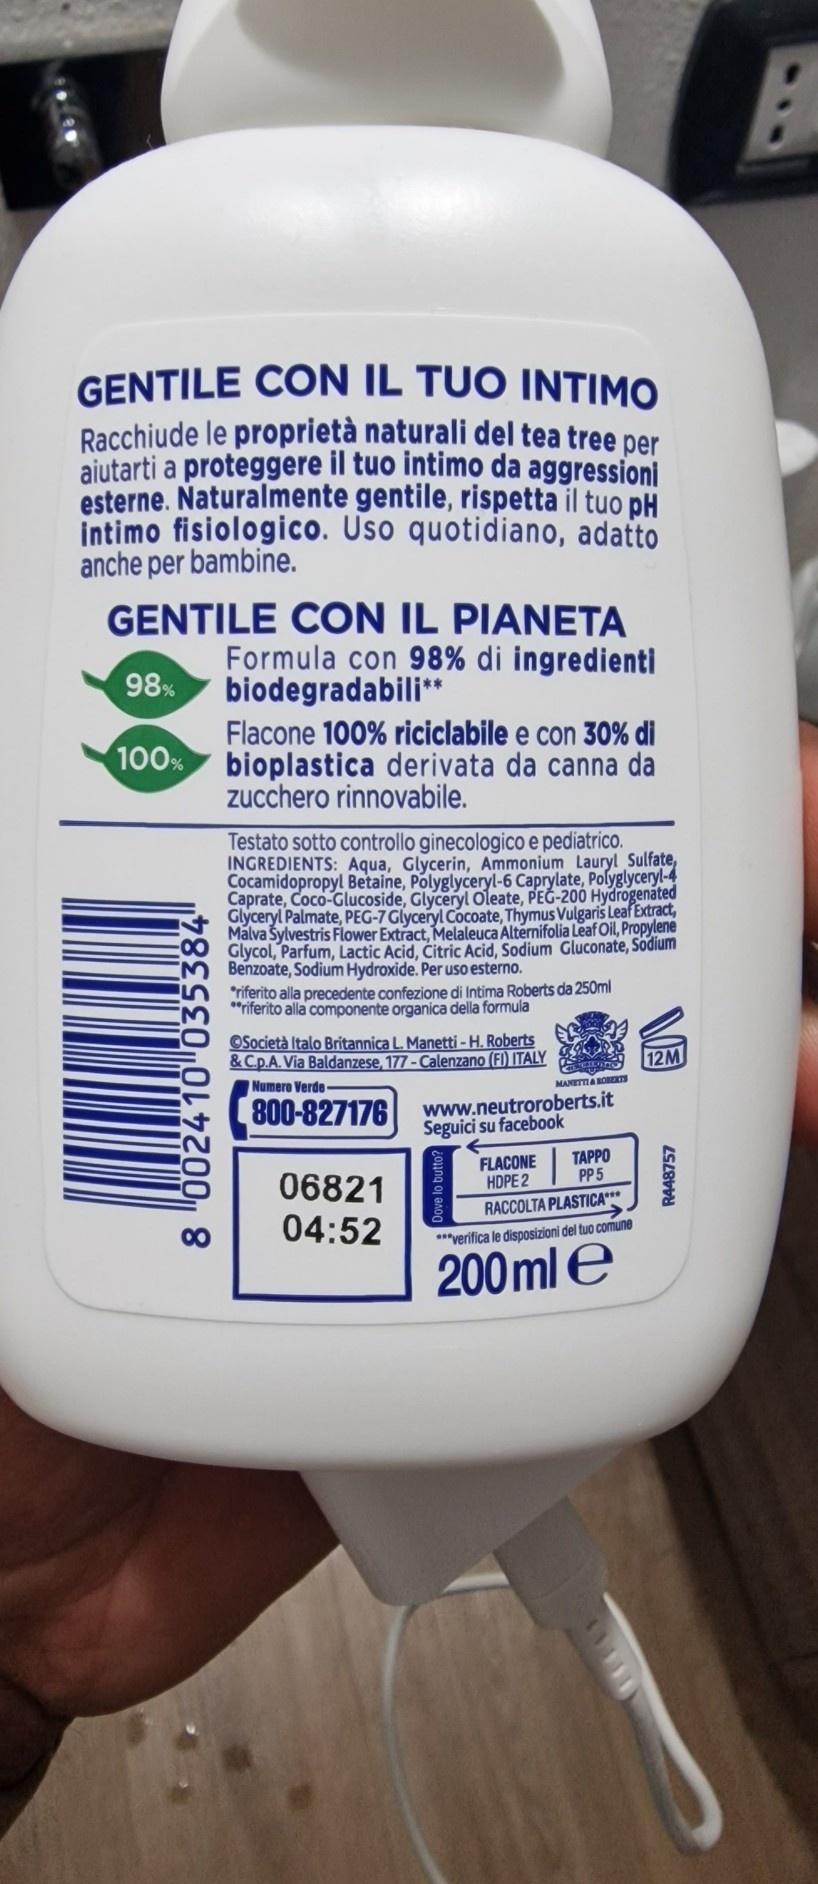 GENTILE CON IL TUO INTIMO
Racchiude le proprietà naturali del tea tree per
aiutarti a proteggere il tuo intimo da aggressioni
esterne. Naturalmente gentile, rispetta il tuo pH
intimo fisiologico. Uso quotidiano, adatto
anche per bambine.
GENTILE CON IL PIANETA
98%
Formula con 98% di ingredienti
biodegradabili**
100%
Flacone 100% riciclabile e con 30% di
bioplastica derivata da canna da
zucchero rinnovabile.
Testato sotto controllo ginecologico e pediatrico.
INGREDIENTS: Aqua, Glycerin, Ammonium Lauryl Sulfate,
Cocamidopropyl Betaine, Polyglyceryl-6 Caprylate, Polyglyceryl-4
Caprate, Coco-Glucoside, Glyceryl Oleate, PEG-200 Hydrogenated
Glyceryl Palmate, PEG-7 Glyceryl Cocoate, Thymus Vulgaris Leaf Extract,
Malva Sylvestris Flower Extract, Melaleuca Alternifolia Leaf Oil, Propylene
Glycol, Parfum, Lactic Acid, Citric Acid, Sodium Gluconate, Sodium
Benzoate, Sodium Hydroxide. Per uso esterno.
*riferito alla precedente confezione di Intima Roberts da 250ml
**riferito alla componente organica della formula
©Società Italo Britannica L. Manetti - H. Roberts
& C.p.A. Via Baldanzese, 177 - Calenzano (FI) ITALY
MANETTI & ROBERTS
12M
Numero Verde
800-827176
www.neutroroberts.it
Seguici su facebook
8 002410 035384
06821
04:52
Dove lo butto?
FLACONE
HDPE 2
TAPPO
PP 5
RACCOLTA PLASTICA***
***verifica le disposizioni del tuo comune
R448757
200 ml e